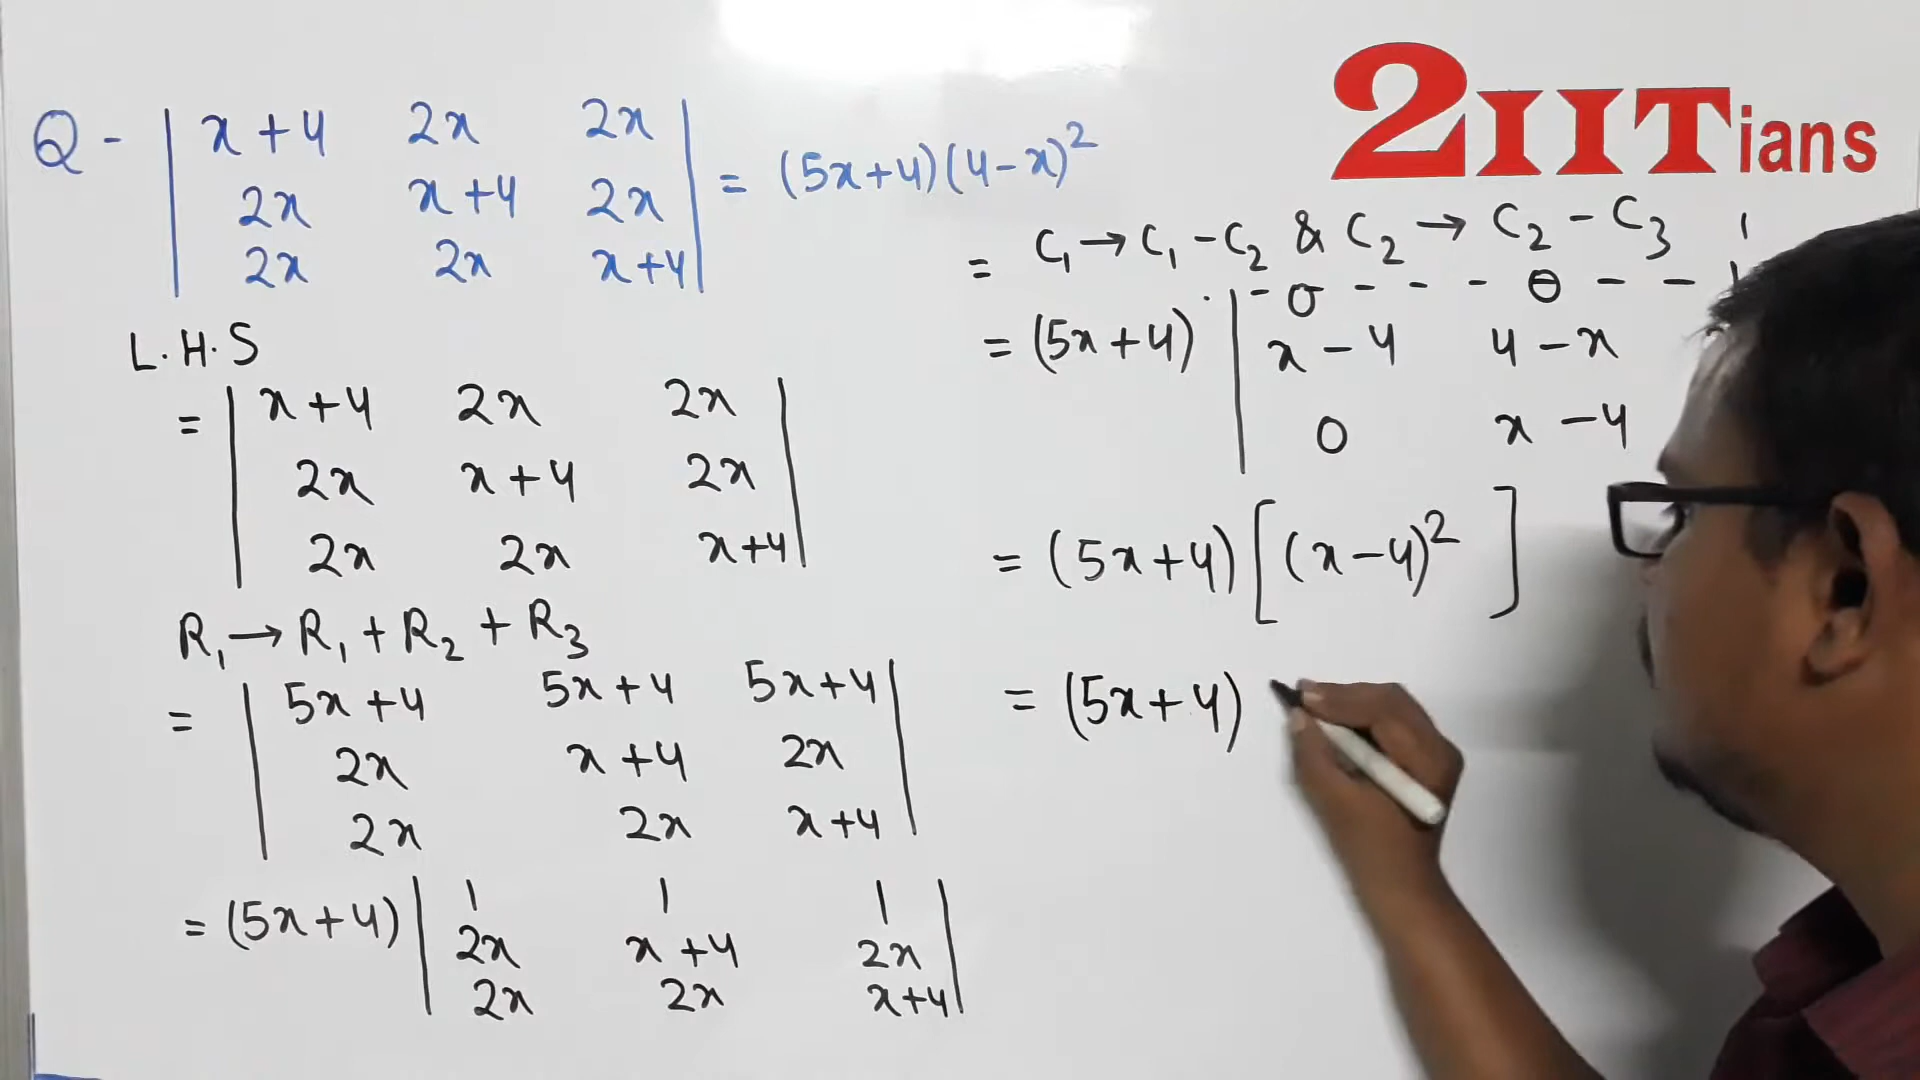 Q - | x+4 2x 2x | = (5x+4)(4-x)²
| 2x x+4 2x |
| 2x 2x x+4 |
L.H.S
= | x+4 2x 2x |
| 2x x+4 2x |
| 2x 2x x+4 |
R₁ → R₁ + R₂ + R₃
= | 5x+4 5x+4 5x+4 |
| 2x x+4 2x |
| 2x 2x x+4 |
= (5x+4) | 1 1 1 |
| 2x x+4 2x |
| 2x 2x x+4 |
2IITians
= C₁ → C₁ - C₂ & C₂ → C₂ - C₃
0 0 1
= (5x+4) | x-4 4-x
0 x-4
= (5x+4) [ (x-4)² ]
= (5x+4)